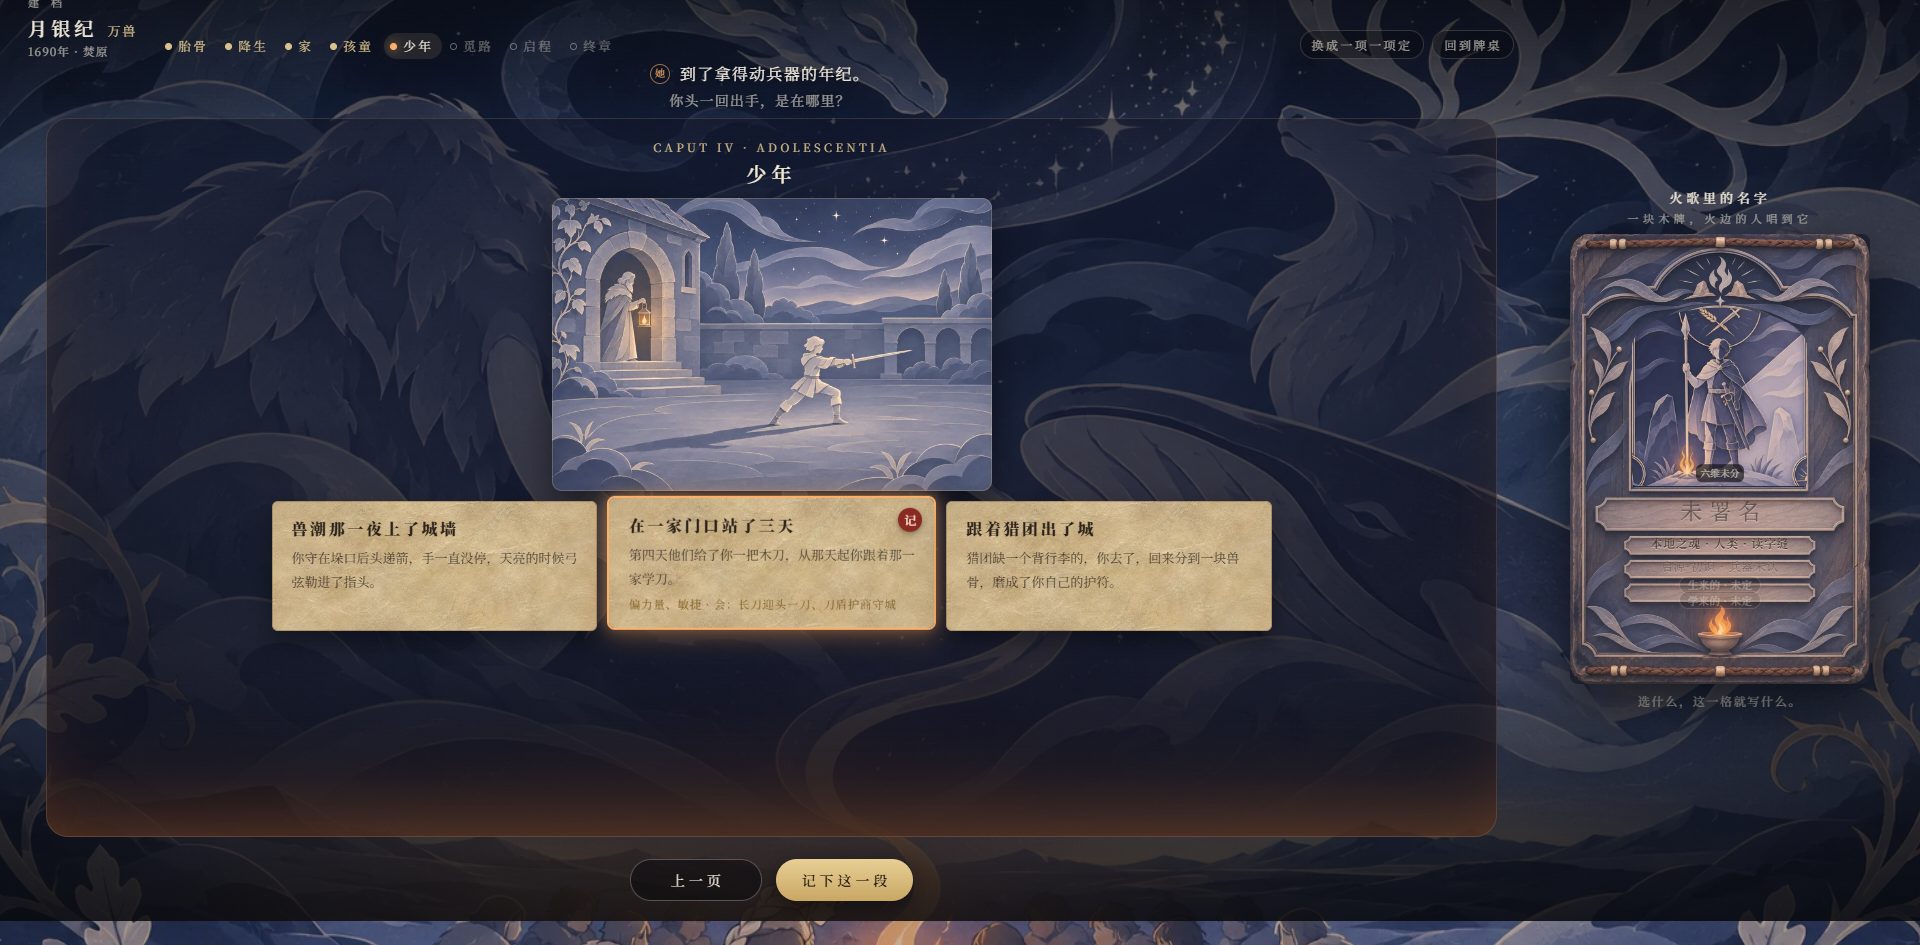 建 档
月银纪 万兽
1690年 · 焚原
胎骨 降生 家 孩童 少年 觅路 启程 终章
换成一项一项定 回到牌桌
她 到了拿得动兵器的年纪。
你头一回出手，是在哪里？
CAPUT IV · ADOLESCENTIA
少年
兽潮那一夜上了城墙
你守在垛口后头递箭，手一直没停，天亮的时候弓
弦勒进了指头。
在一家门口站了三天
记
第四天他们给了你一把木刀，从那天起你跟着那一
家学刀。
偏力量、敏捷 · 会：长刀迎头一刀、刀盾护商守城
跟着猎团出了城
猎团缺一个背行李的，你去了，回来分到一块兽
骨，磨成了你自己的护符。
火歌里的名字
一块木牌，火边的人唱到它
六维未分
未署名
本地之魂 · 人类 · 读字缝
生来的 · 未定
学来的 · 未定
选什么，这一格就写什么。
上一页
记下这一段